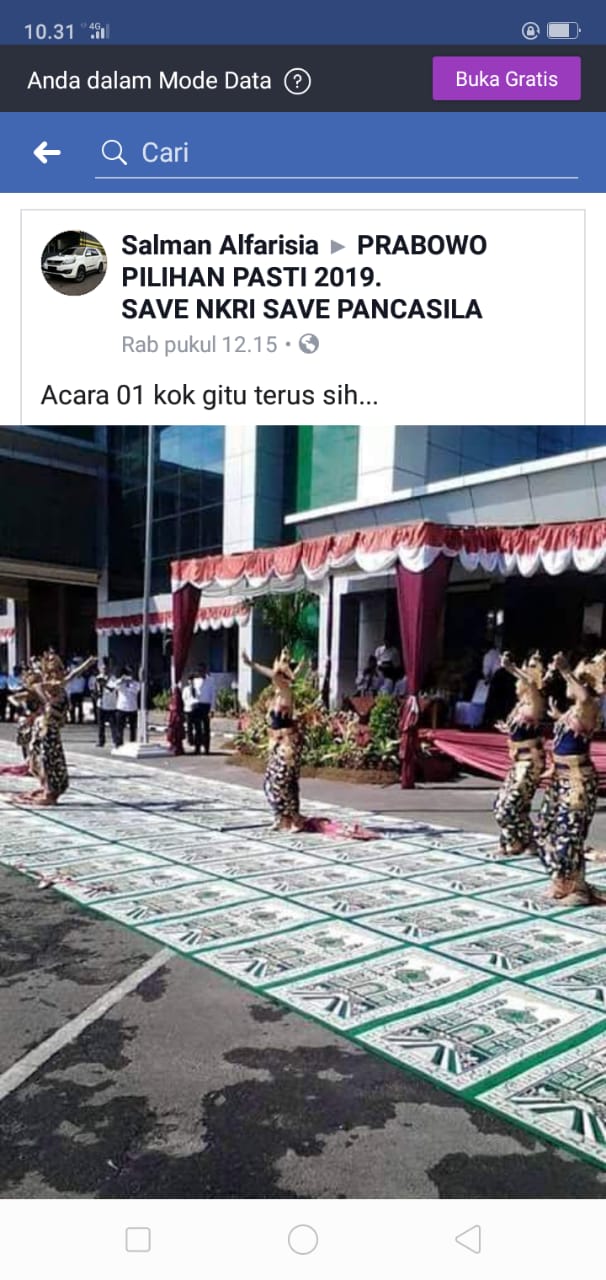 10.31 4G
Anda dalam Mode Data ?
Buka Gratis
Cari
Salman Alfarisia ▸ PRABOWO
PILIHAN PASTI 2019.
SAVE NKRI SAVE PANCASILA
Rab pukul 12.15 •
Acara 01 kok gitu terus sih...